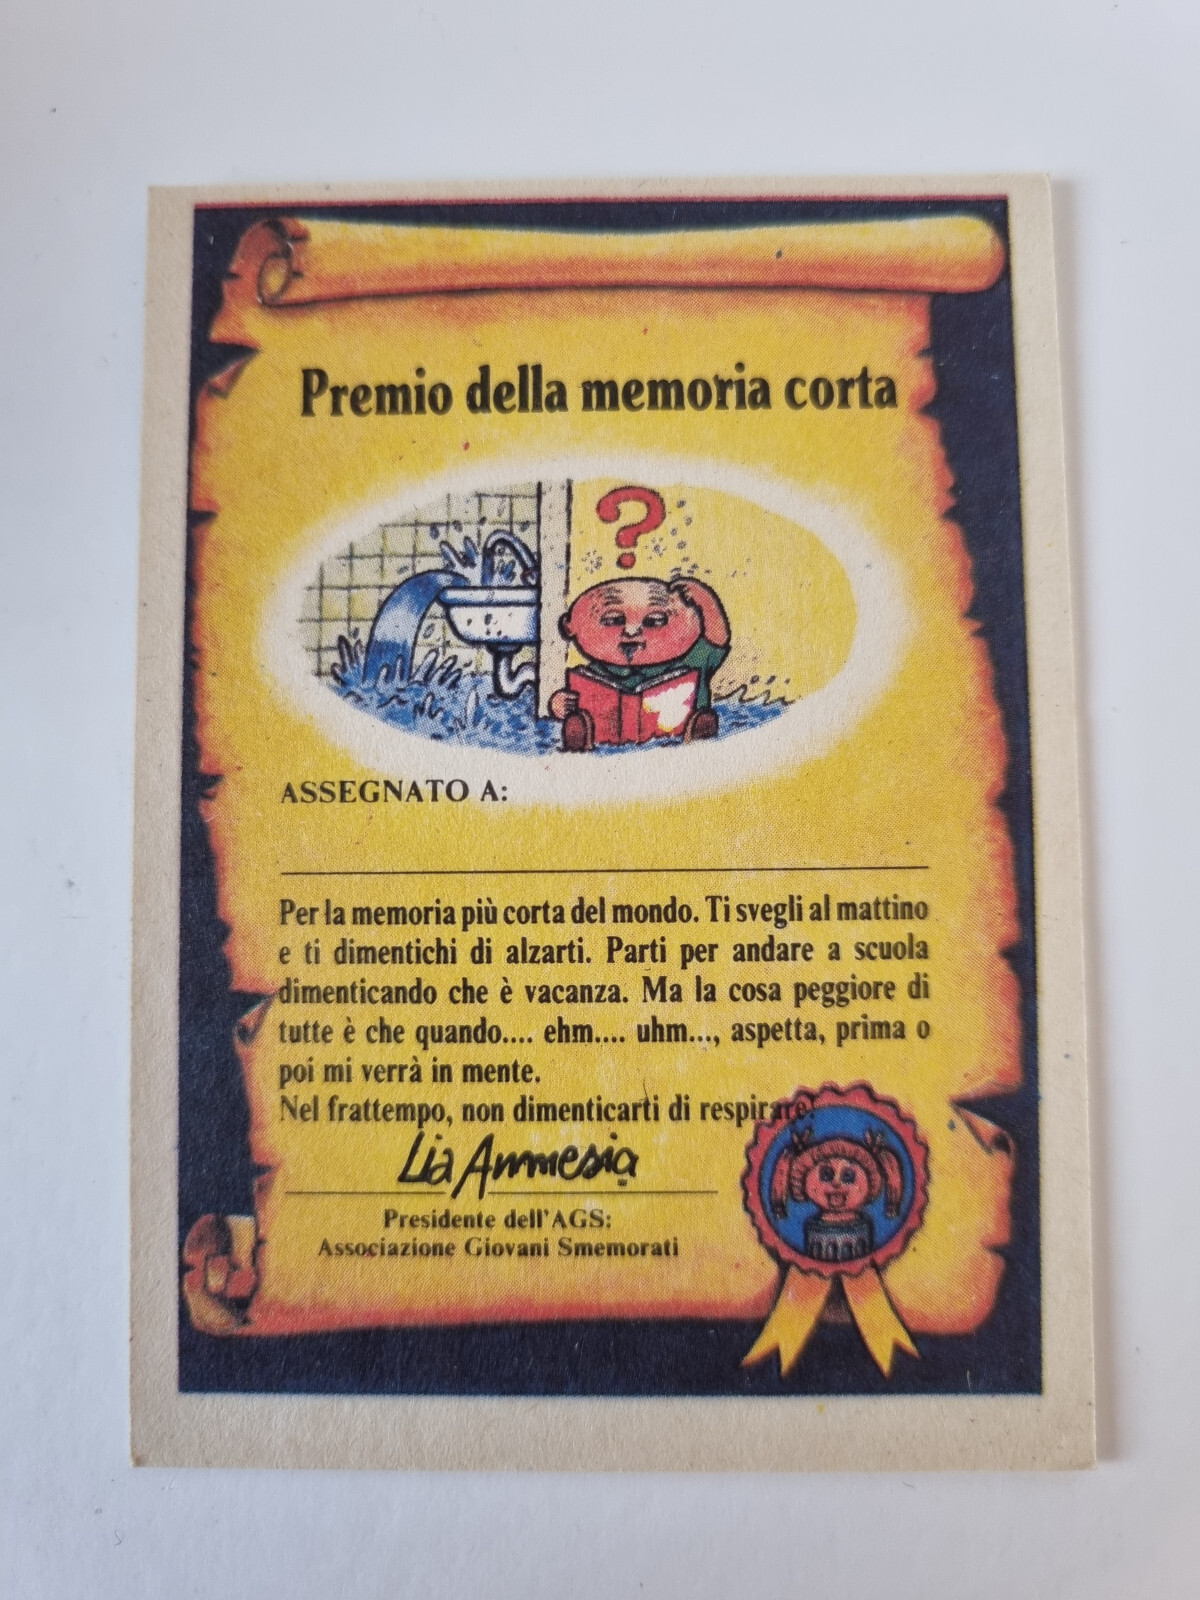 Premio della memoria corta
?
ASSEGNATO A:
Per la memoria più corta del mondo. Ti svegli al mattino
e ti dimentichi di alzarti. Parti per andare a scuola
dimenticando che è vacanza. Ma la cosa peggiore di
tutte è che quando.... ehm.... uhm..., aspetta, prima o
poi mi verrà in mente.
Nel frattempo, non dimenticarti di respirare!
Lia Amnesia
Presidente dell'AGS:
Associazione Giovani Smemorati